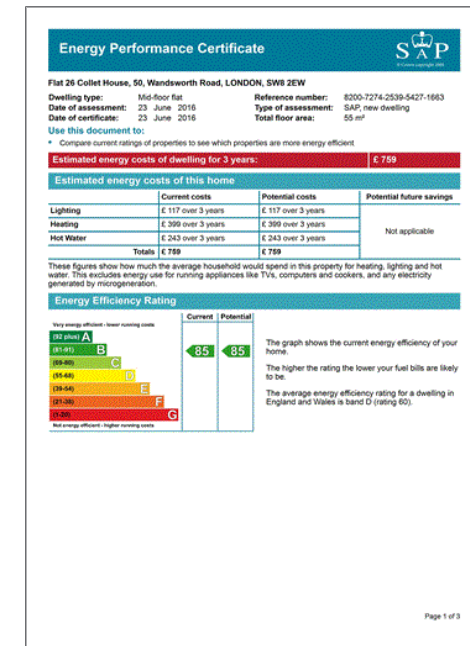 Energy Performance Certificate
SAP
Flat 26 Collet House, 50, Wandsworth Road, LONDON, SW8 2EW
Dwelling type: Mid-floor flat Reference number: 8200-7274-2539-5427-1663
Date of assessment: 23 June 2016 Type of assessment: SAP, new dwelling
Date of certificate: 23 June 2016 Total floor area: 55 m²
Use this document to:
• Compare current ratings of properties to see which properties are more energy efficient
Estimated energy costs of dwelling for 3 years: £ 759
Estimated energy costs of this home
Current costs Potential costs Potential future savings
Lighting £ 117 over 3 years £ 117 over 3 years
Heating £ 399 over 3 years £ 399 over 3 years
Not applicable
Hot Water £ 243 over 3 years £ 243 over 3 years
Totals £ 759 £ 759
These figures show how much the average household would spend in this property for heating, lighting and hot
water. This excludes energy use for running appliances like TVs, computers and cookers, and any electricity
generated by microgeneration.
Energy Efficiency Rating
Current Potential
Very energy efficient - lower running costs
(92 plus) A
(81-91) B 85 85
(69-80) C
(55-68) D
(39-54) E
(21-38) F
(1-20) G
Not energy efficient - higher running costs
The graph shows the current energy efficiency of your
home.
The higher the rating the lower your fuel bills are likely
to be.
The average energy efficiency rating for a dwelling in
England and Wales is band D (rating 60).
Page 1 of 3